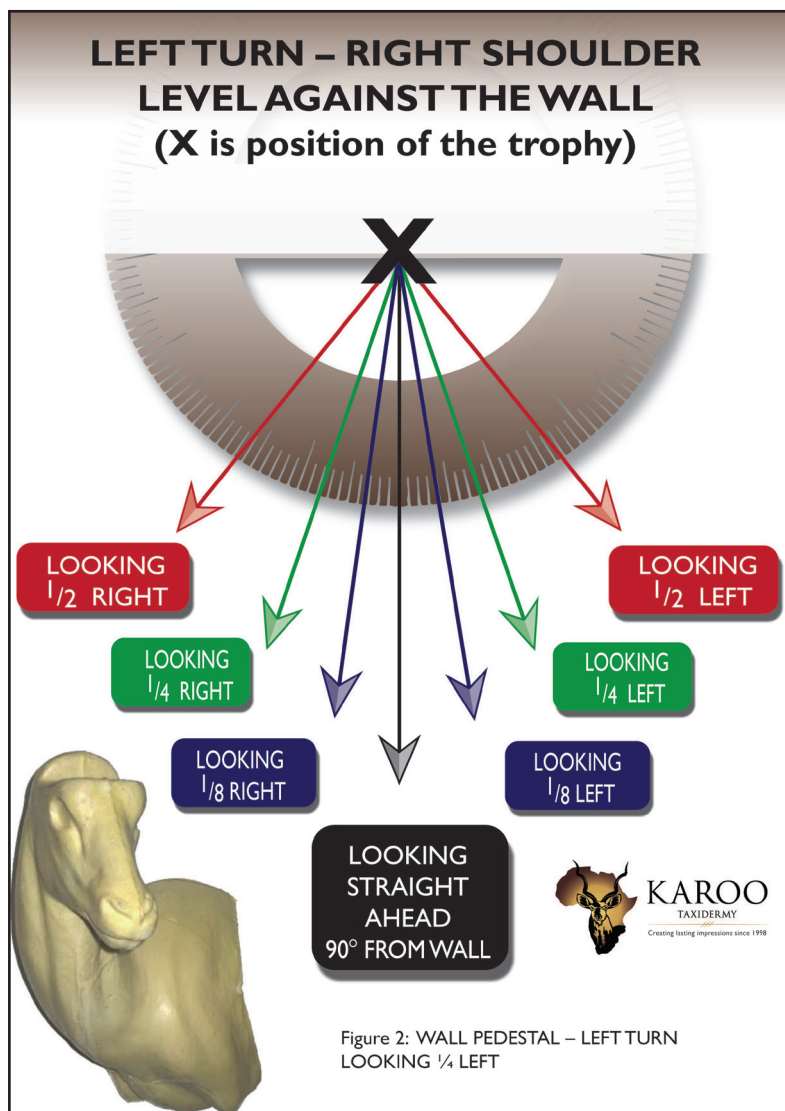 LEFT TURN – RIGHT SHOULDER
LEVEL AGAINST THE WALL
(X is position of the trophy)
X
LOOKING
1/2 RIGHT
LOOKING
1/2 LEFT
LOOKING
1/4 RIGHT
LOOKING
1/4 LEFT
LOOKING
1/8 RIGHT
LOOKING
1/8 LEFT
LOOKING
STRAIGHT
AHEAD
90° FROM WALL
KAROO
TAXIDERMY
Creating lasting impressions since 1998
Figure 2: WALL PEDESTAL – LEFT TURN
LOOKING ¼ LEFT